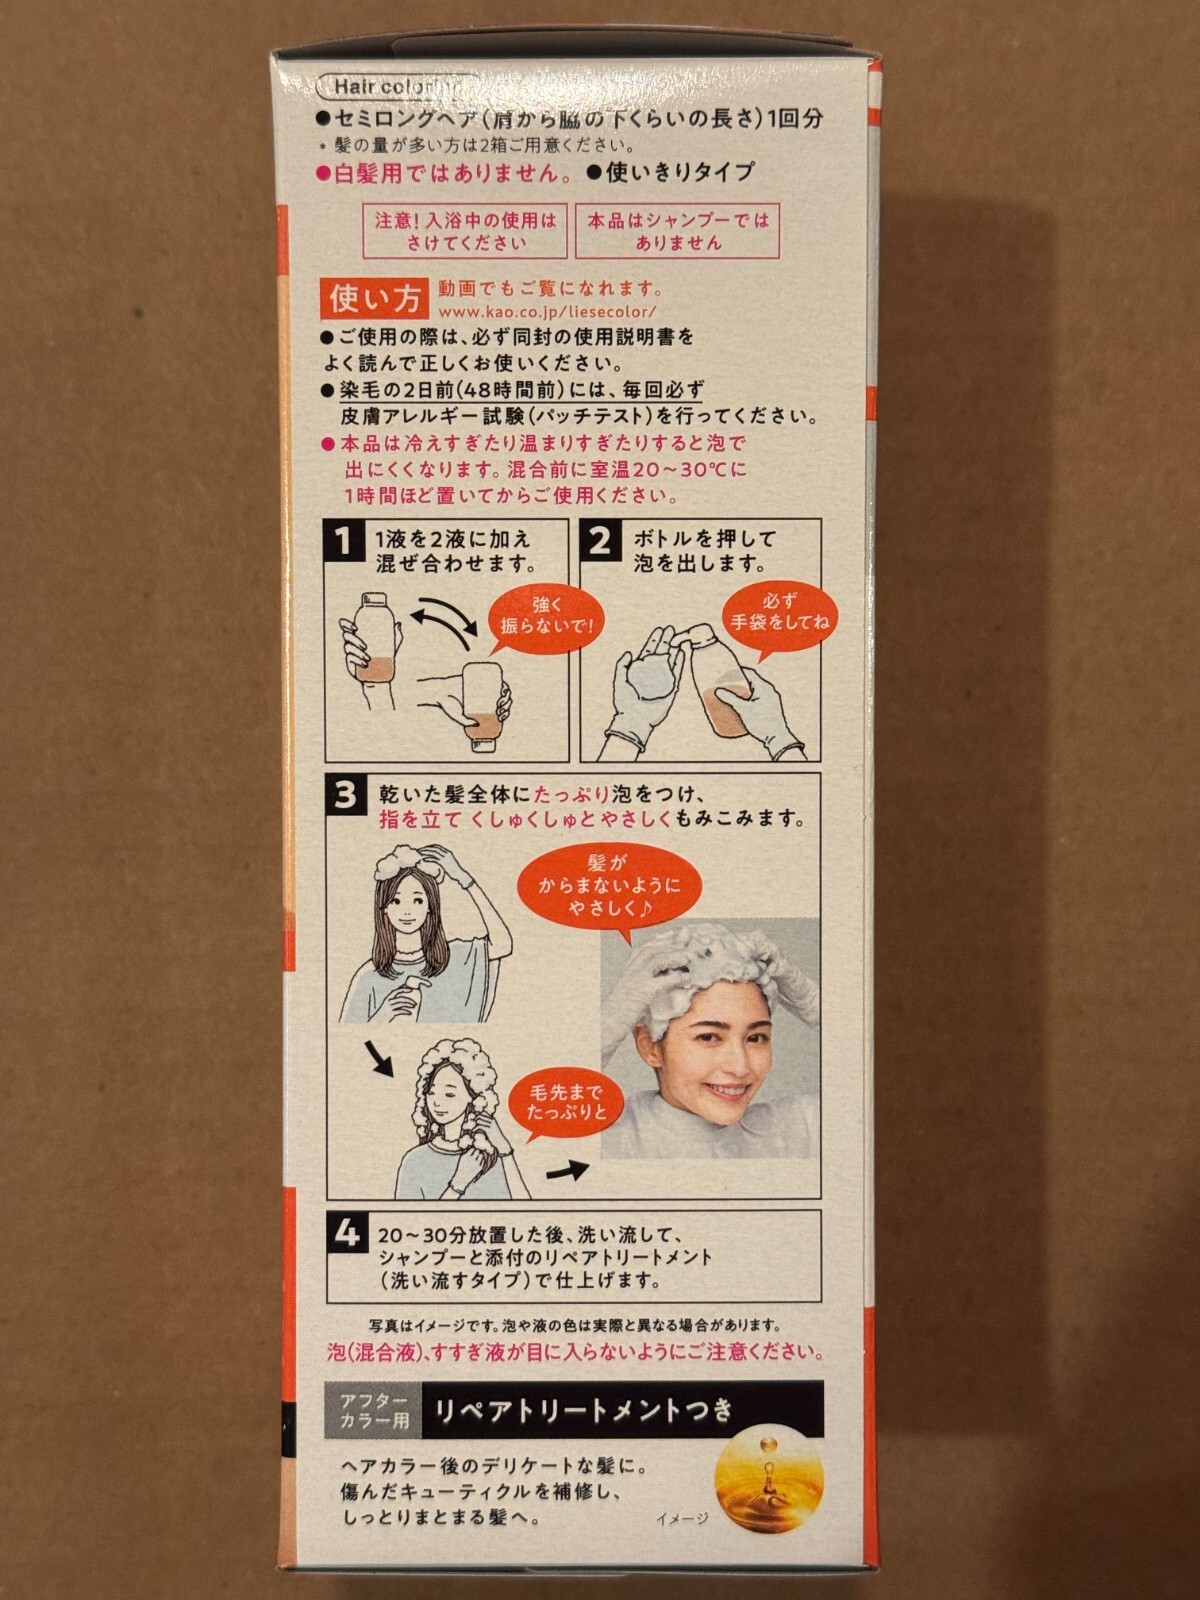 Hair coloring
●セミロングヘア(肩から脇の下くらいの長さ)1回分
* 髪の量が多い方は2箱ご用意ください。
●白髪用ではありません。 ●使いきりタイプ
注意!入浴中の使用は
さけてください
本品はシャンプーでは
ありません
使い方
動画でもご覧になれます。
www.kao.co.jp/liesecolor/
●ご使用の際は、必ず同封の使用説明書を
よく読んで正しくお使いください。
●染毛の2日前(48時間前)には、毎回必ず
皮膚アレルギー試験(パッチテスト)を行ってください。
●本品は冷えすぎたり温まりすぎたりすると泡で
出にくくなります。混合前に室温20~30℃に
1時間ほど置いてからご使用ください。
1 1液を2液に加え
混ぜ合わせます。
強く
振らないで!
2 ボトルを押して
泡を出します。
必ず
手袋をしてね
3 乾いた髪全体にたっぷり泡をつけ、
指を立て くしゅくしゅとやさしくもみこみます。
髪が
からまないように
やさしく♪
毛先まで
たっぷりと
4 20~30分放置した後、洗い流して、
シャンプーと添付のリペアトリートメント
(洗い流すタイプ)で仕上げます。
写真はイメージです。泡や液の色は実際と異なる場合があります。
泡(混合液)、すすぎ液が目に入らないようにご注意ください。
アフター
カラー用
リペアトリートメントつき
ヘアカラー後のデリケートな髪に。
傷んだキューティクルを補修し、
しっとりまとまる髪へ。
イメージ